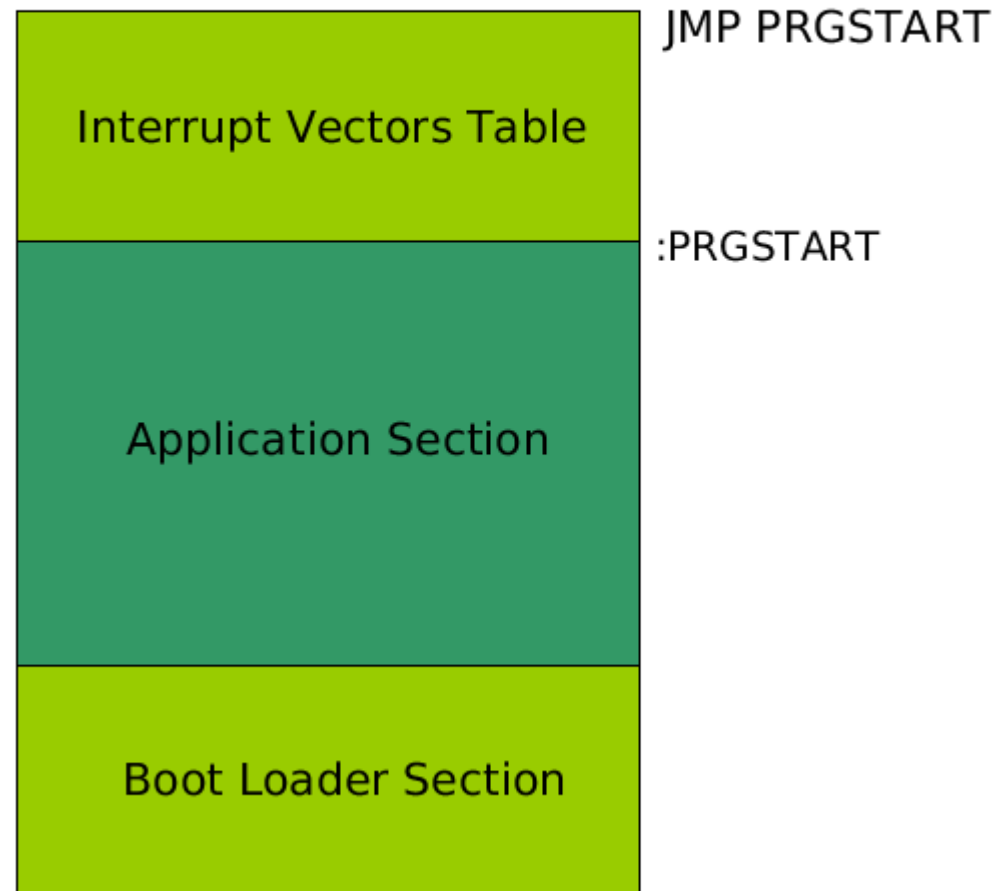 JMP PRGSTART
Interrupt Vectors Table
:PRGSTART
Application Section
Boot Loader Section